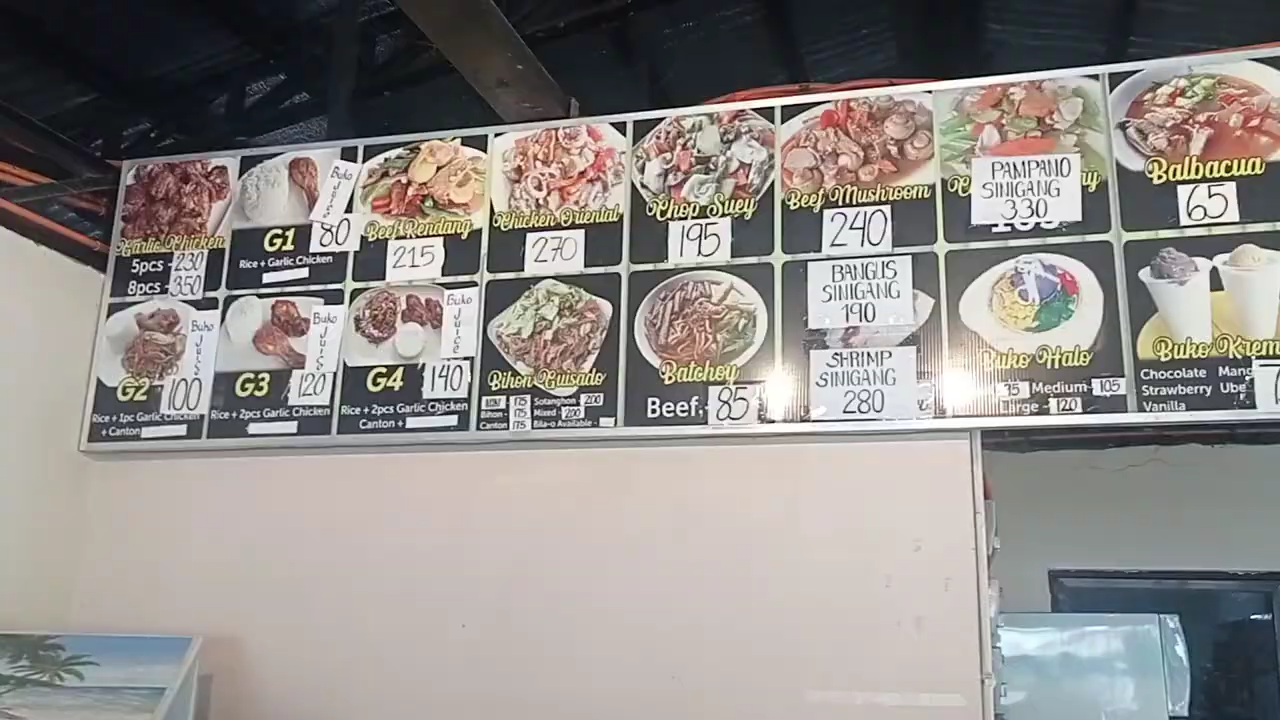 Garlic Chicken
5pcs - 230
8pcs - 350
Buko Juice
G1
80
Rice + Garlic Chicken
Beef Rendang
215
Chicken Oriental
270
Chop Suey
195
Beef Mushroom
240
PAMPANO
SINIGANG
330
Balbacua
65
Buko Juice
G2
100
Rice + 1pc Garlic Chicken
+ Canton
Buko Juice
G3
120
Rice + 2pcs Garlic Chicken
Buko Juice
G4
140
Rice + 2pcs Garlic Chicken
Canton +
Bihon Guisado
Bihon - 175
Canton 175
Sotanghon - 200
Mixed - 200
Bila-o Available -
Batchoy
Beef,
85
BANGUS
SINIGANG
190
SHRIMP
SINIGANG
280
Buko Halo
Medium - 105
Large - 120
Buko Krem
Chocolate
Strawberry Ube
Vanilla